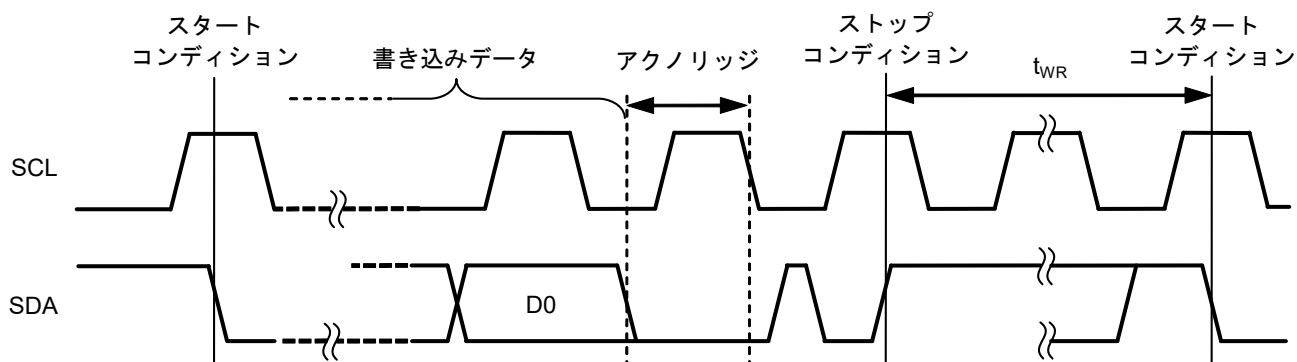 スタート
コンディション
書き込みデータ
アクノリッジ
ストップ
コンディション
tWR
スタート
コンディション
SCL
SDA
D0